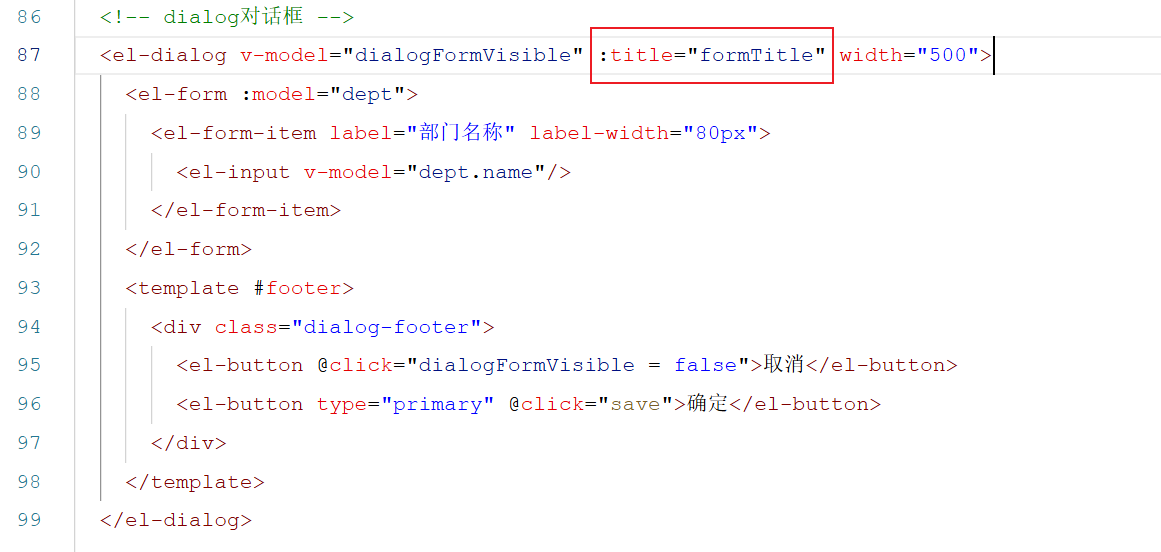 86 <!-- dialog对话框 -->
87 <el-dialog v-model="dialogFormVisible" :title="formTitle" width="500">
88 <el-form :model="dept">
89 <el-form-item label="部门名称" label-width="80px">
90 <el-input v-model="dept.name"/>
91 </el-form-item>
92 </el-form>
93 <template #footer>
94 <div class="dialog-footer">
95 <el-button @click="dialogFormVisible = false">取消</el-button>
96 <el-button type="primary" @click="save">确定</el-button>
97 </div>
98 </template>
99 </el-dialog>